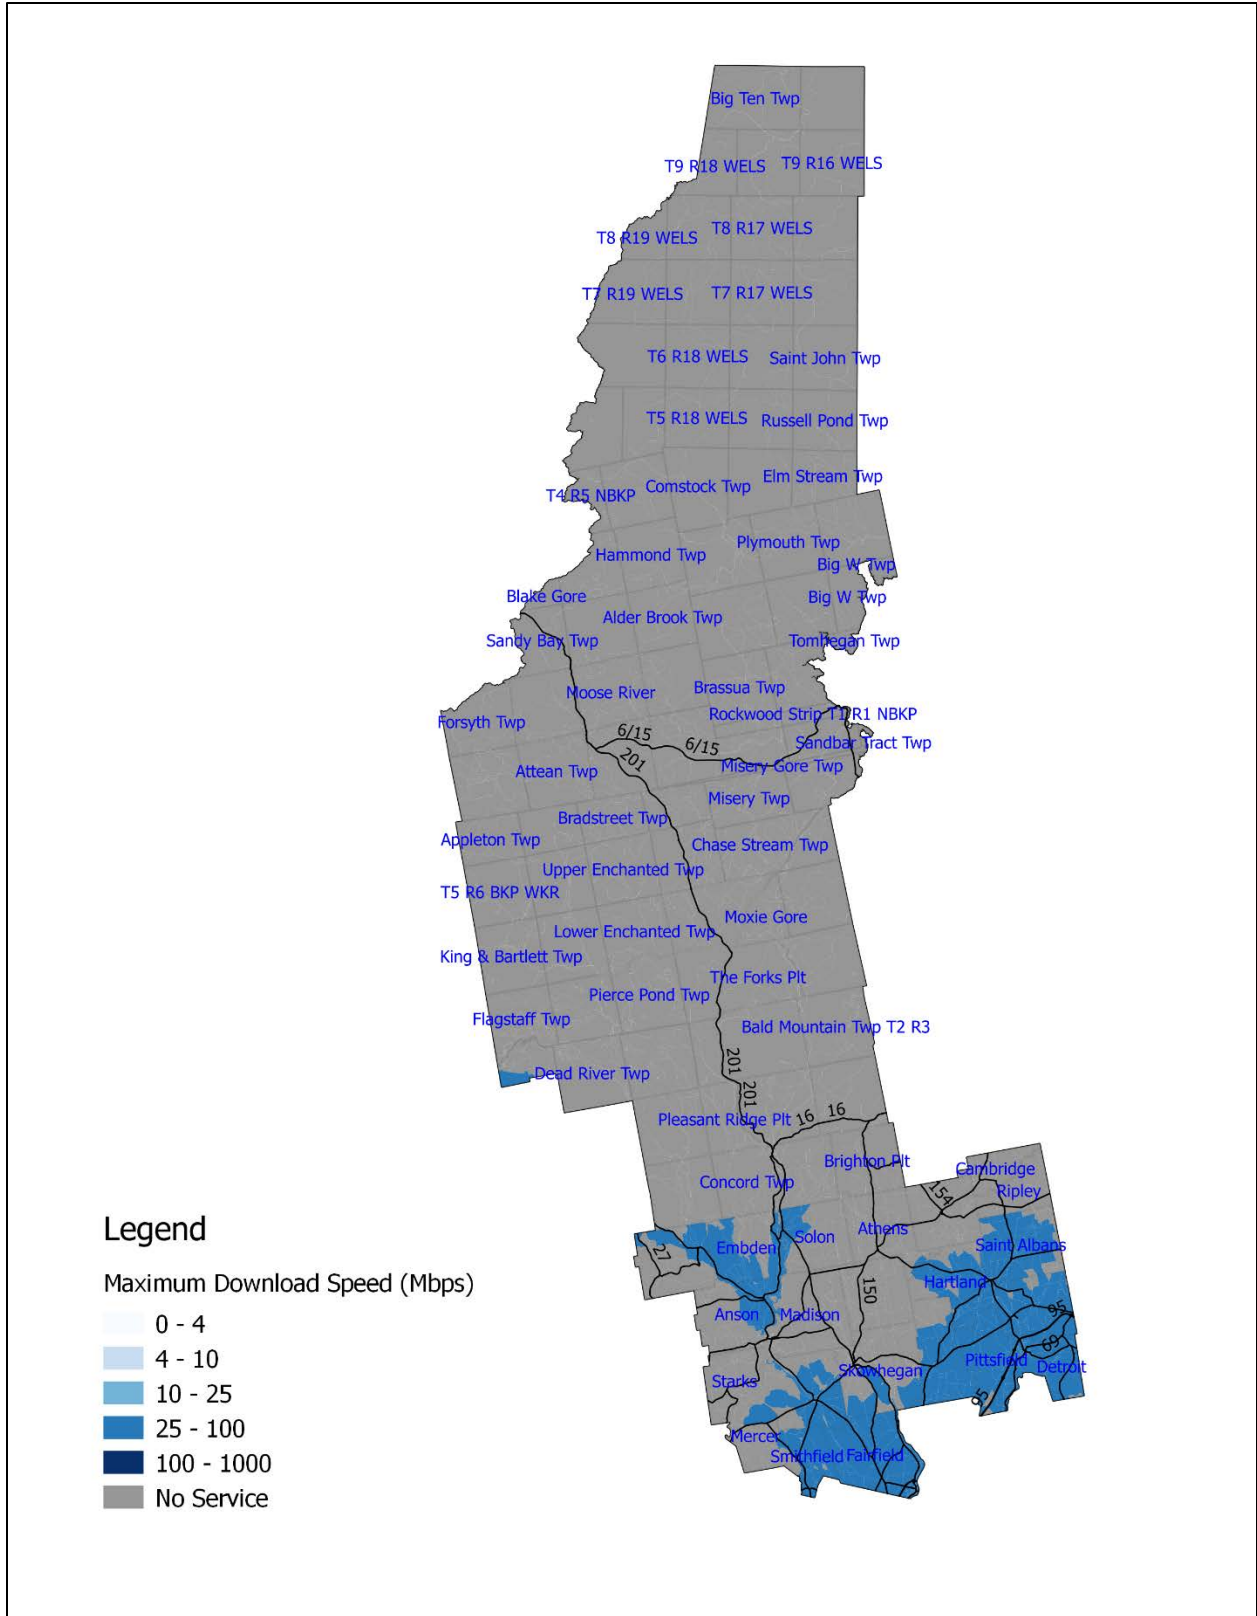 Big Ten Twp
T9 R18 WELS
T9 R16 WELS
T8 R19 WELS
T8 R17 WELS
T7 R19 WELS
T7 R17 WELS
T6 R18 WELS
Saint John Twp
T5 R18 WELS
Russell Pond Twp
Elm Stream Twp
T4 R5 NBKP
Comstock Twp
Plymouth Twp
Hammond Twp
Big W Twp
Blake Gore
Big W Twp
Alder Brook Twp
Sandy Bay Twp
Tomhegan Twp
Moose River
Brassua Twp
Rockwood Strip T1 R1 NBKP
Forsyth Twp
6/15
6/15
Sandbar Tract Twp
201
Misery Gore Twp
Attean Twp
Misery Twp
Bradstreet Twp
Appleton Twp
Chase Stream Twp
Upper Enchanted Twp
T5 R6 BKP WKR
Moxie Gore
Lower Enchanted Twp
King & Bartlett Twp
The Forks Plt
Pierce Pond Twp
Flagstaff Twp
Bald Mountain Twp T2 R3
201
Dead River Twp
201
Pleasant Ridge Plt
16
16
Brighton Plt
Cambridge
Concord Twp
154
Ripley
Athens
Solon
Embden
Saint Albans
27
Hartland
150
Anson
Madison
95
69
Pittsfield
Detroit
Skowhegan
Starks
95
Mercer
Smithfield
Fairfield
Legend
Maximum Download Speed (Mbps)
0 - 4
4 - 10
10 - 25
25 - 100
100 - 1000
No Service